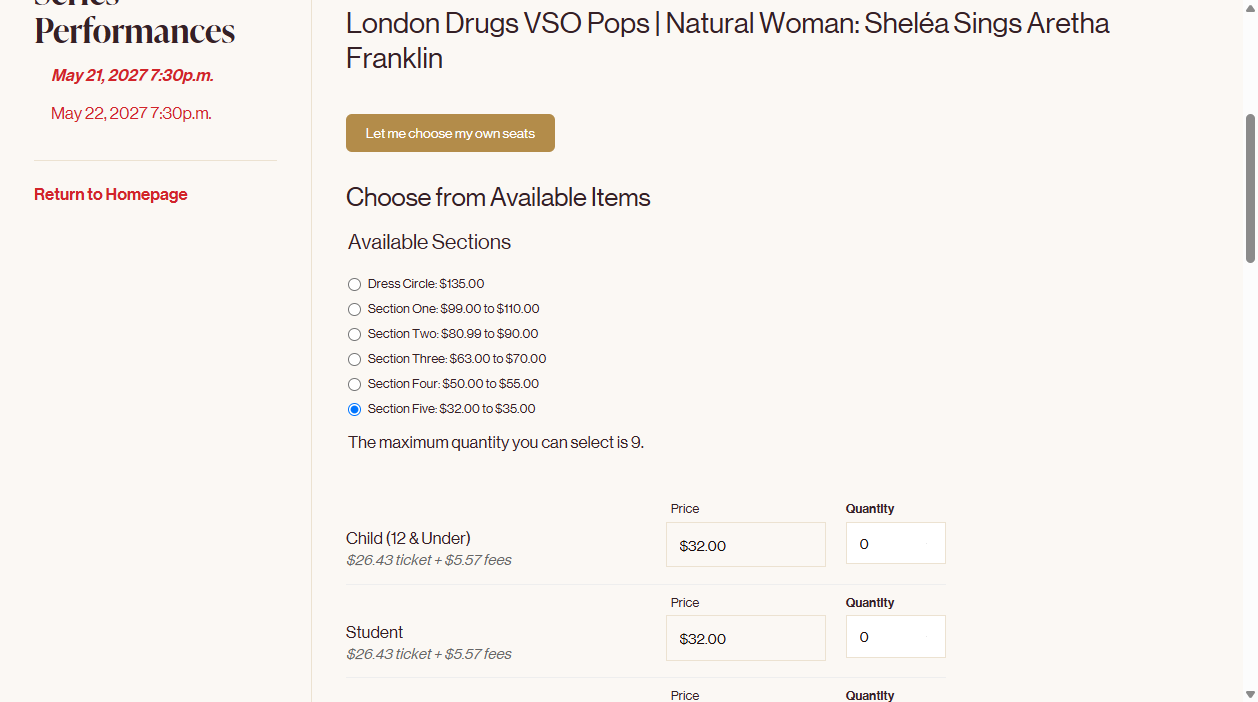 Series
Performances
May 21, 2027 7:30p.m.
May 22, 2027 7:30p.m.
Return to Homepage
London Drugs VSO Pops | Natural Woman: Sheléa Sings Aretha
Franklin
Let me choose my own seats
Choose from Available Items
Available Sections
Dress Circle: $135.00
Section One: $99.00 to $110.00
Section Two: $80.99 to $90.00
Section Three: $63.00 to $70.00
Section Four: $50.00 to $55.00
Section Five: $32.00 to $35.00
The maximum quantity you can select is 9.
Price Quantity
Child (12 & Under)
$26.43 ticket + $5.57 fees
$32.00 0
Price Quantity
Student
$26.43 ticket + $5.57 fees
$32.00 0
Price Quantity